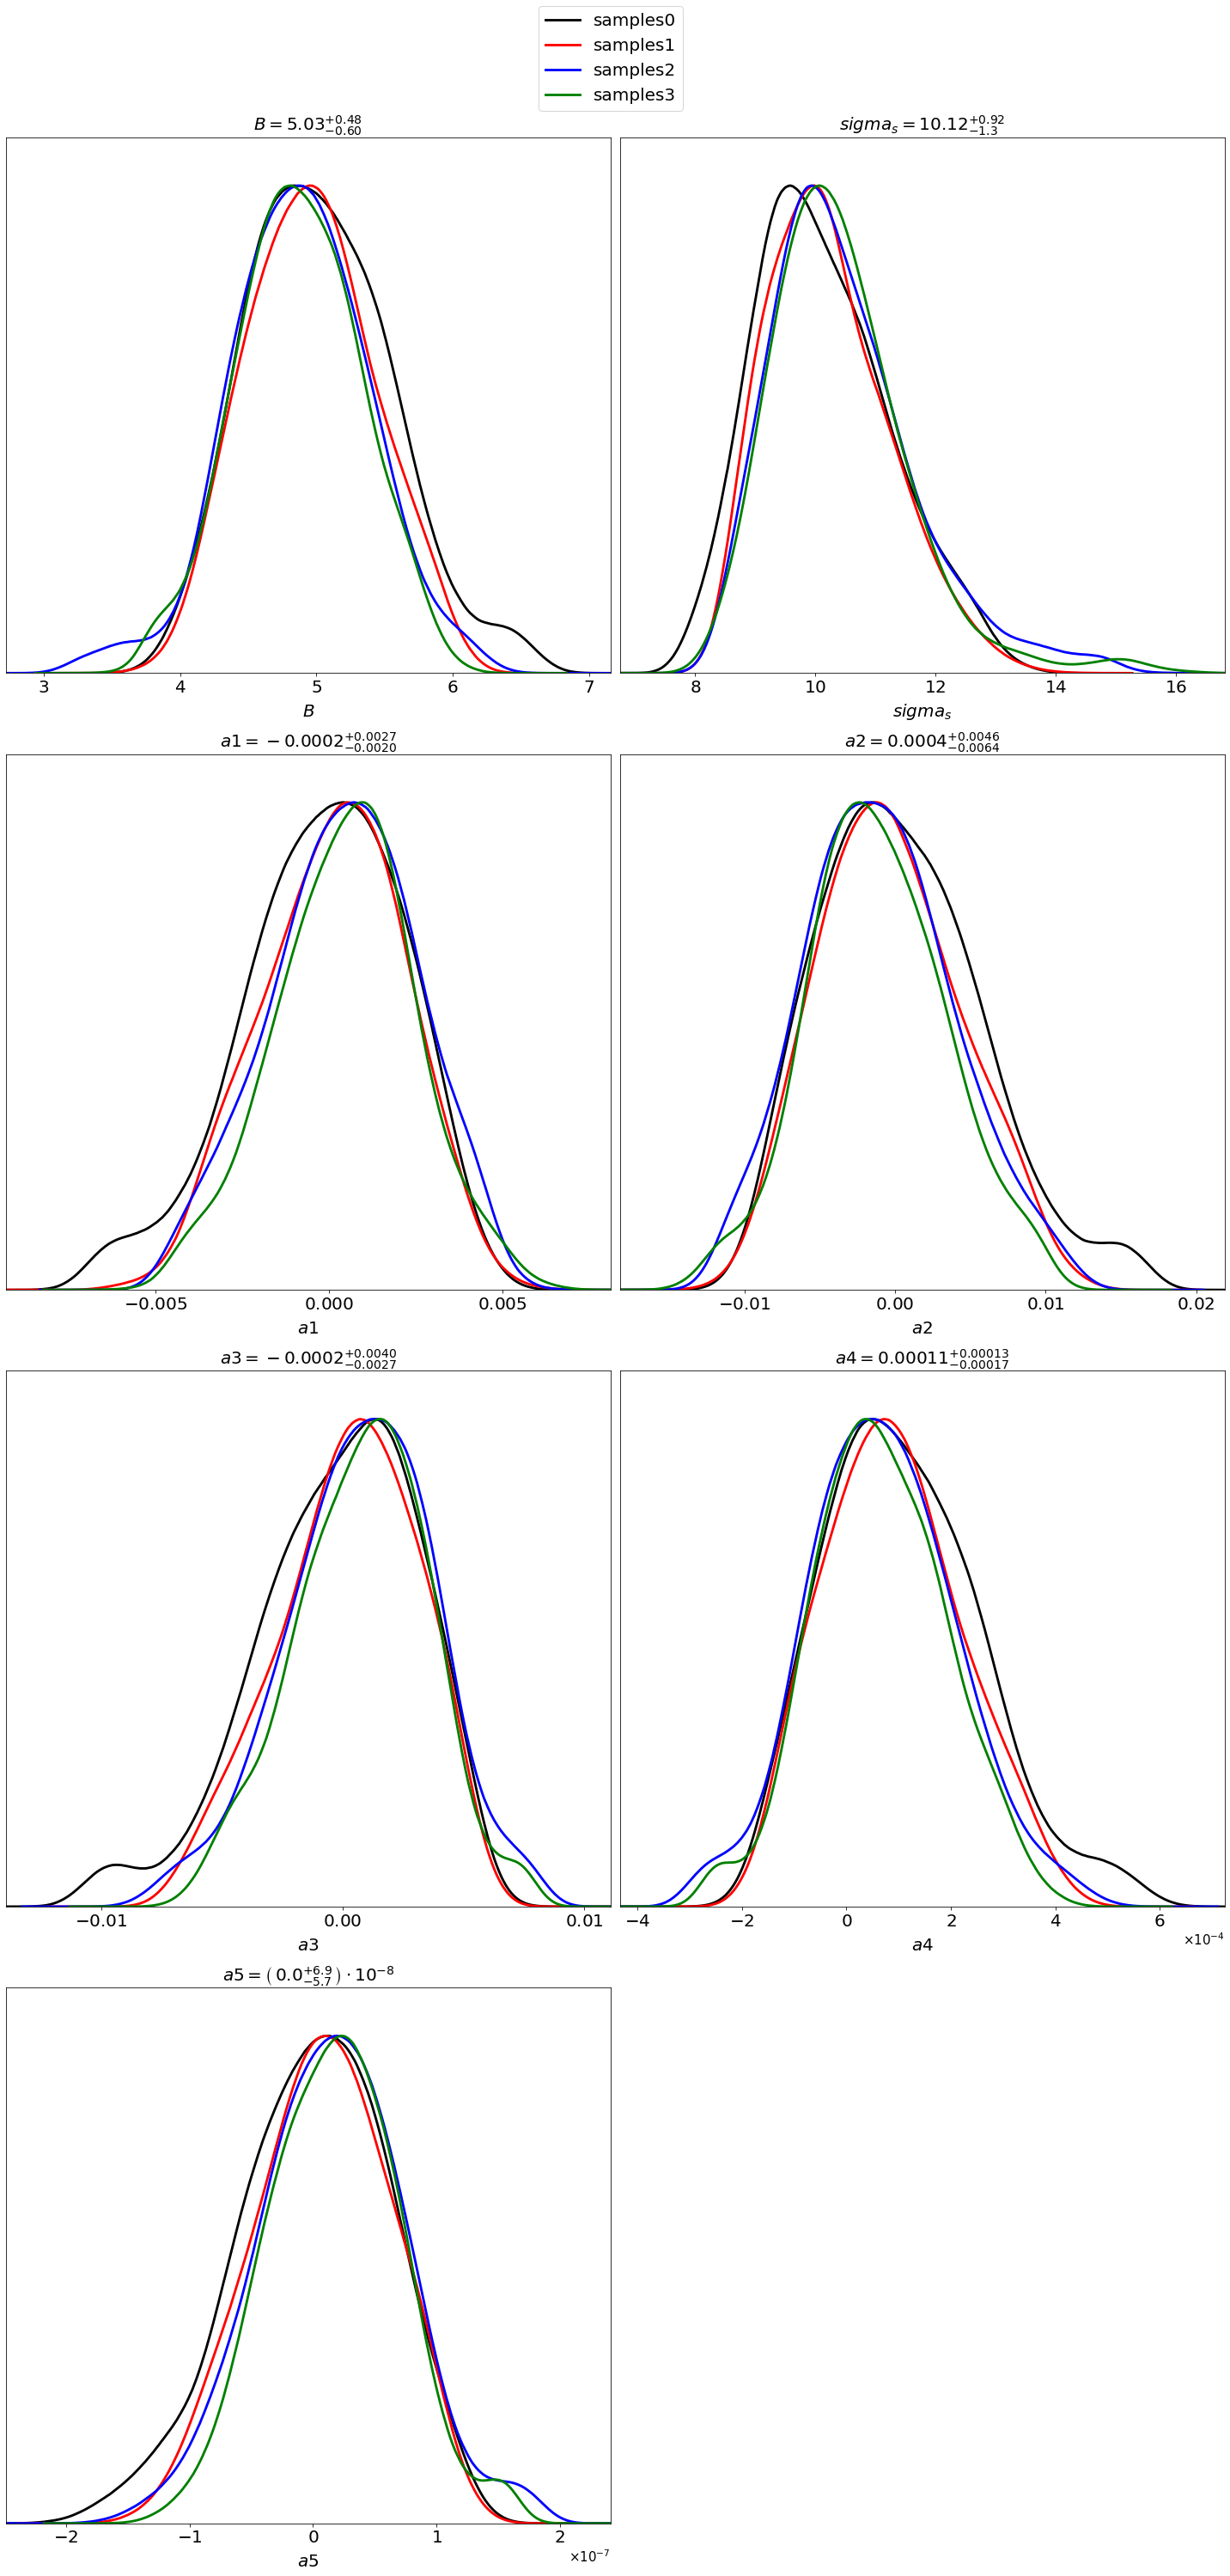 samples0
samples1
samples2
samples3
B = 5.03^{+0.48}_{-0.60}
sigma_s = 10.12^{+0.92}_{-1.3}
3 4 5 6 7
8 10 12 14 16
B
sigma_s
a1 = -0.0002^{+0.0027}_{-0.0020}
a2 = 0.0004^{+0.0046}_{-0.0064}
−0.005 0.000 0.005
−0.01 0.00 0.01 0.02
a1
a2
a3 = -0.0002^{+0.0040}_{-0.0027}
a4 = 0.00011^{+0.00013}_{-0.00017}
−0.01 0.00 0.01
−4 −2 0 2 4 6
×10^{−4}
a3
a4
a5 = (0.0^{+6.9}_{-5.7}) · 10^{−8}
−2 −1 0 1 2
×10^{−7}
a5